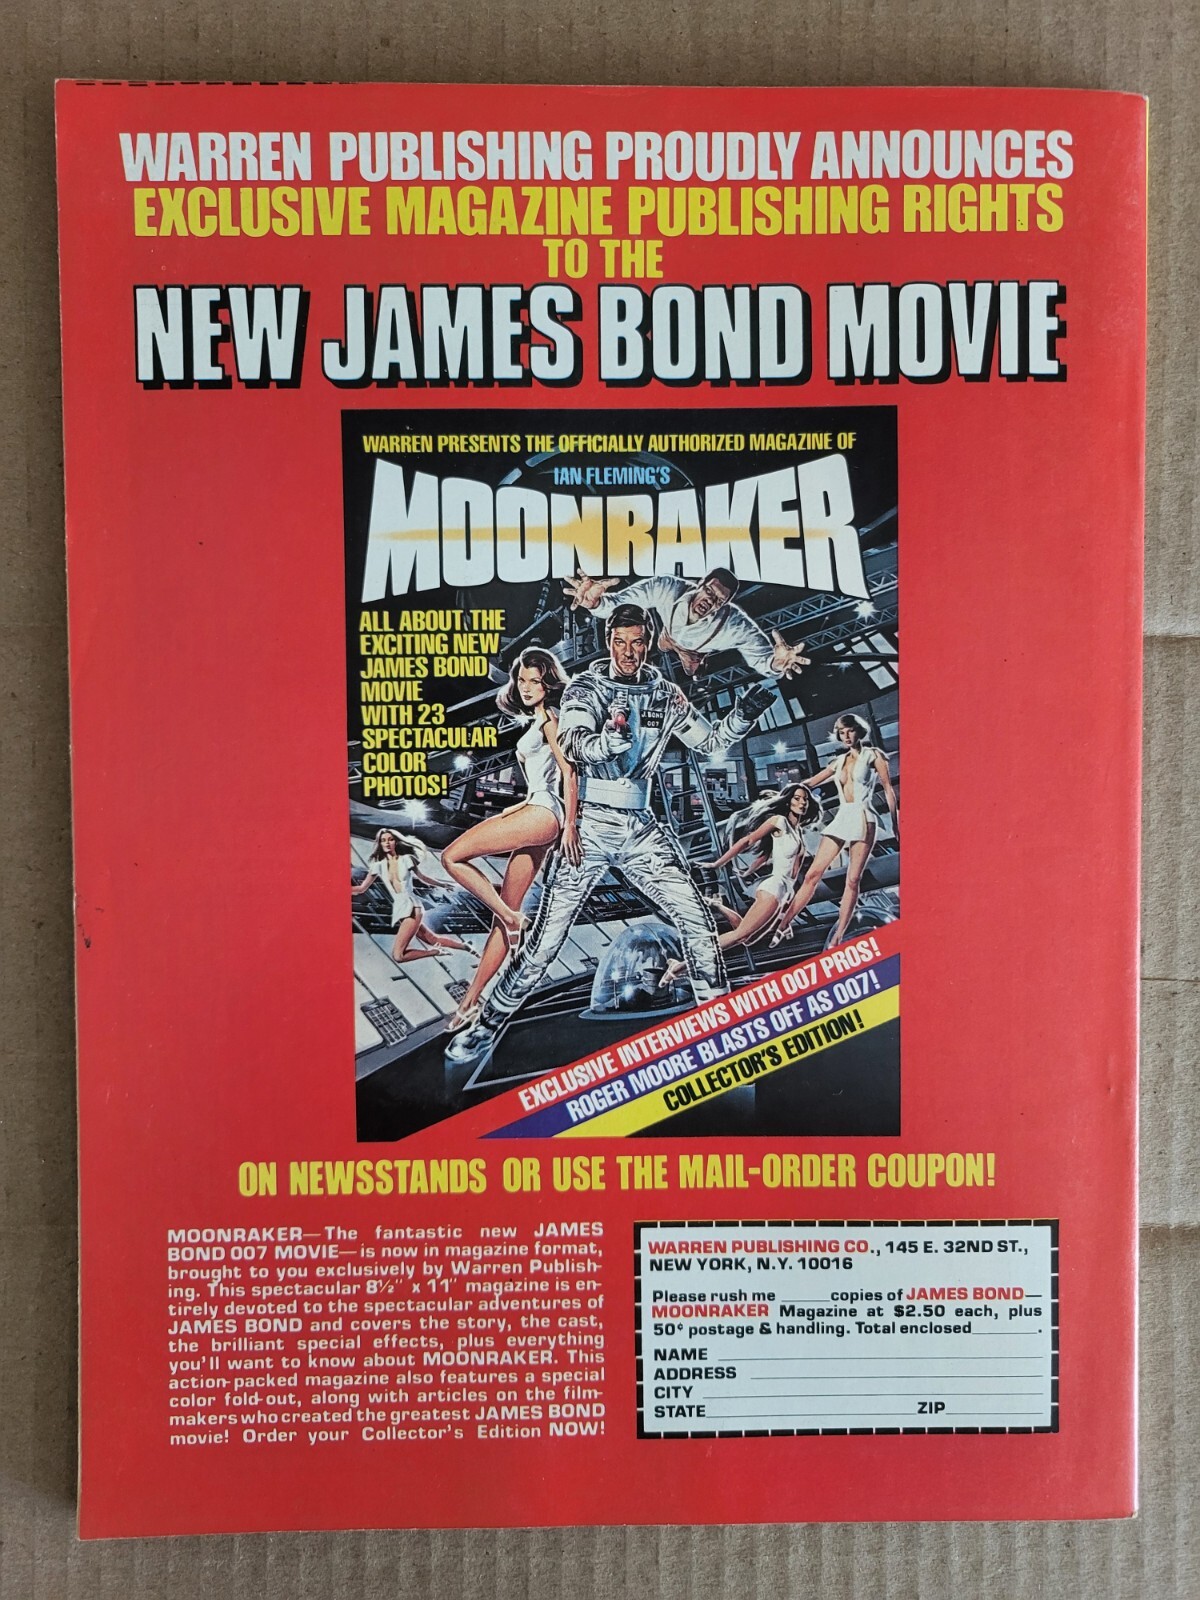 WARREN PUBLISHING PROUDLY ANNOUNCES
EXCLUSIVE MAGAZINE PUBLISHING RIGHTS
TO THE
NEW JAMES BOND MOVIE
WARREN PRESENTS THE OFFICIALLY AUTHORIZED MAGAZINE OF
IAN FLEMING'S
MOONRAKER
ALL ABOUT THE
EXCITING NEW
JAMES BOND
MOVIE
WITH 23
SPECTACULAR
COLOR
PHOTOS!
J. BOND
007
EXCLUSIVE INTERVIEWS WITH 007 PROS!
ROGER MOORE BLASTS OFF AS 007!
COLLECTOR'S EDITION!
ON NEWSSTANDS OR USE THE MAIL-ORDER COUPON!
MOONRAKER—The fantastic new JAMES
BOND 007 MOVIE—is now in magazine format,
brought to you exclusively by Warren Publish-
ing. This spectacular 8½" x 11" magazine is en-
tirely devoted to the spectacular adventures of
JAMES BOND and covers the story, the cast,
the brilliant special effects, plus everything
you'll want to know about MOONRAKER. This
action-packed magazine also features a special
color fold-out, along with articles on the film-
makers who created the greatest JAMES BOND
movie! Order your Collector's Edition NOW!
WARREN PUBLISHING CO., 145 E. 32ND ST.,
NEW YORK, N.Y. 10016
Please rush me _____copies of JAMES BOND—
MOONRAKER Magazine at $2.50 each, plus
50¢ postage & handling. Total enclosed_______.
NAME
ADDRESS
CITY
STATE ZIP